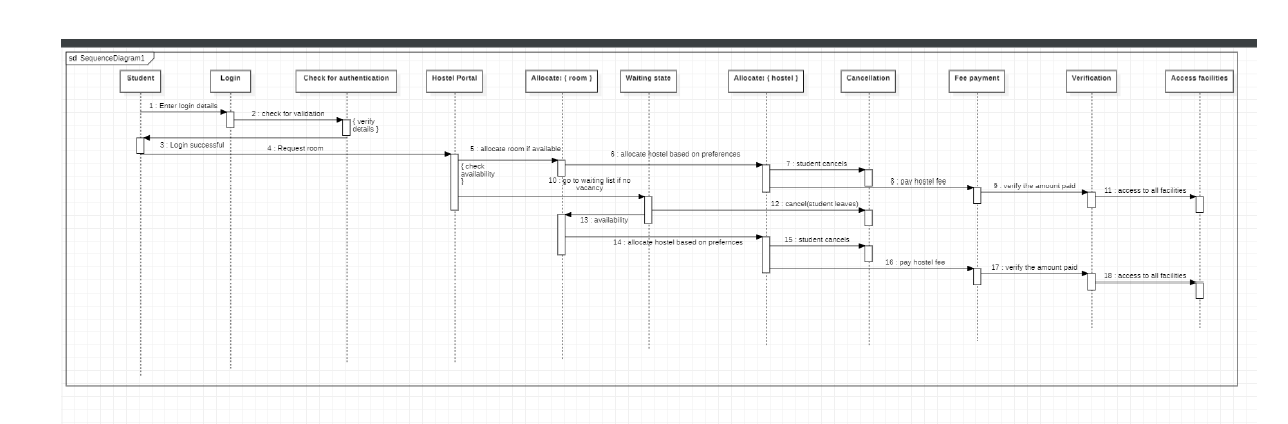 sd SequenceDiagram1
Student
Login
Check for authentication
Hostel Portal
Allocate: { room }
Waiting state
Allocate: { hostel }
Cancellation
Fee payment
Verification
Access facilities
1 : Enter login details
2 : check for validation
{ verify
details }
3 : Login successful
4 : Request room
5 : allocate room if available
{ check
availability
}
6 : allocate hostel based on preferences
7 : student cancels
8 : pay hostel fee
9 : verify the amount paid
10 : go to waiting list if no
vacancy
11 : access to all facilities
12 : cancel(student leaves)
13 : availability
14 : allocate hostel based on prefernces
15 : student cancels
16 : pay hostel fee
17 : verify the amount paid
18 : access to all facilities